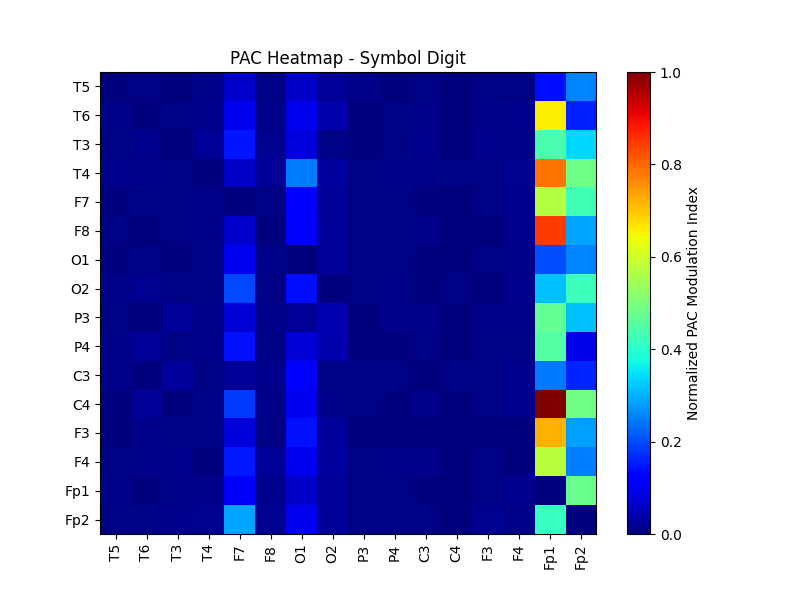 PAC Heatmap - Symbol Digit
T5
T6
T3
T4
F7
F8
O1
O2
P3
P4
C3
C4
F3
F4
Fp1
Fp2
T5 T6 T3 T4 F7 F8 O1 O2 P3 P4 C3 C4 F3 F4 Fp1 Fp2
1.0
0.8
0.6
0.4
0.2
0.0
Normalized PAC Modulation Index